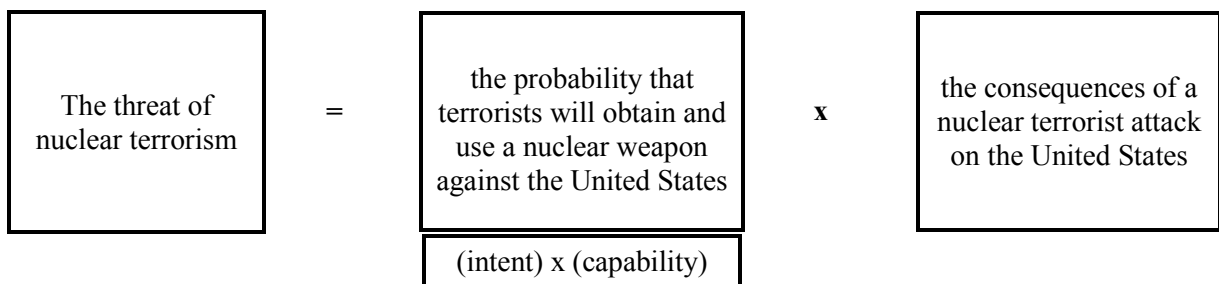 The threat of
nuclear terrorism
=
the probability that
terrorists will obtain and
use a nuclear weapon
against the United States
x
the consequences of a
nuclear terrorist attack
on the United States
(intent) x (capability)